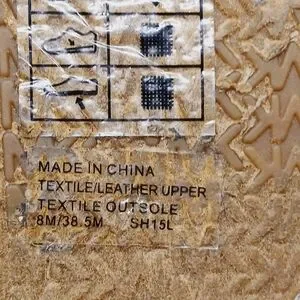 MADE IN CHINA
TEXTILE/LEATHER UPPER
TEXTILE OUTSOLE
8M/38.5M SH15L